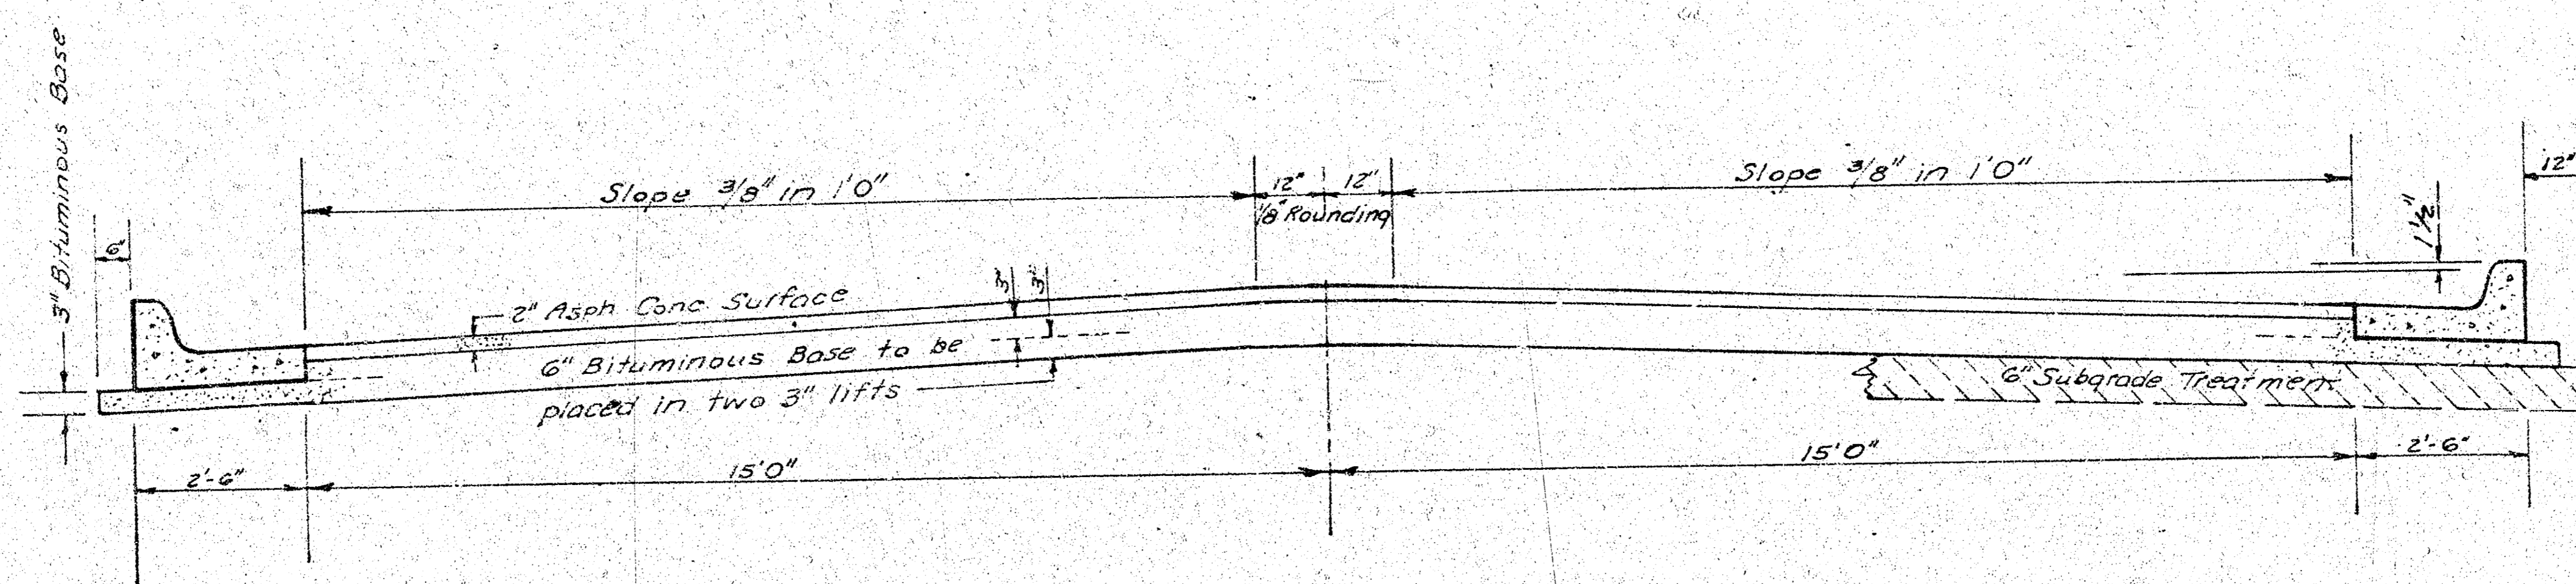 3" Bituminous Base
6"
Slope 3/8" in 1'0"
12"
12"
1/8" Rounding
Slope 3/8" in 1'0"
12"
1 1/2"
2" Asph Conc Surface
3"
3"
6" Bituminous Base to be
placed in two 3" lifts
6" Subgrade Treatment
2'-6"
15'0"
15'0"
2'-6"